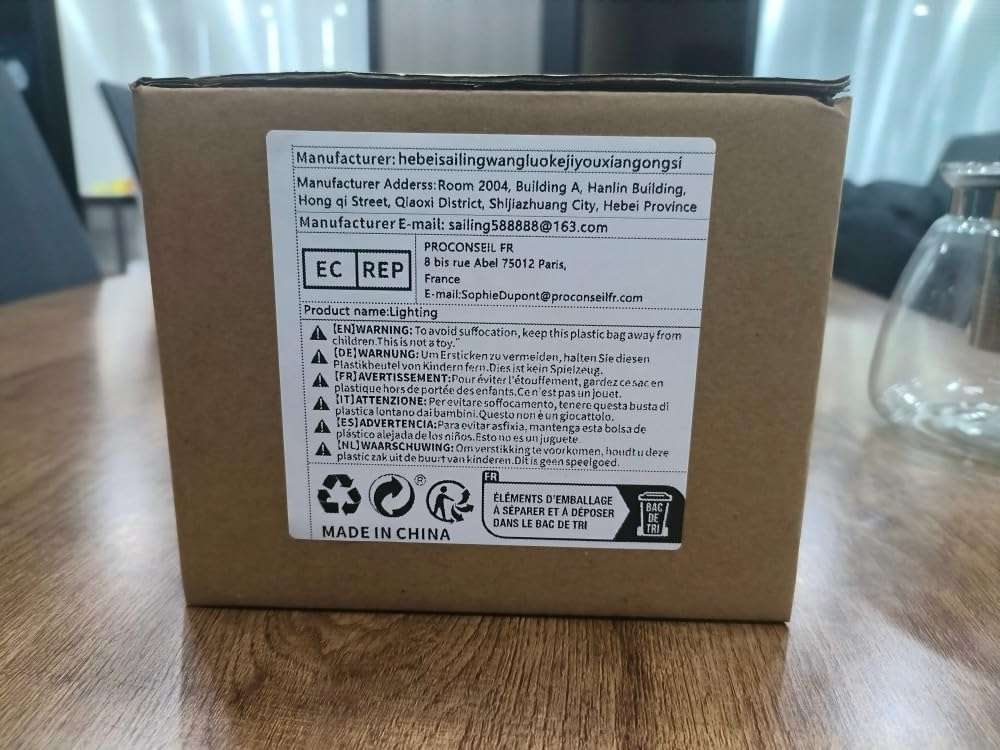 Manufacturer: hebeisailingwangluokejiyouxiangongsi
Manufacturer Adderss:Room 2004, Building A, Hanlin Building,
Hong qi Street, Qiaoxi District, Shijiazhuang City, Hebei Province
Manufacturer E-mail: sailing588888@163.com
EC REP
PROCONSEIL FR
8 bis rue Abel 75012 Paris,
France
E-mail:SophieDupont@proconseilfr.com
Product name:Lighting
[EN]WARNING: To avoid suffocation, keep this plastic bag away from
children.This is not a toy."
[DE]WARNUNG: Um Ersticken zu vermeiden, halten Sie diesen
Plastikbeutel von Kindern fern.Dies ist kein Spielzeug.
[FR]AVERTISSEMENT:Pour éviter l'étouffement, gardez ce sac en
plastique hors de portée des enfants.Ce n'est pas un jouet.
[IT]ATTENZIONE: Per evitare soffocamento, tenere questa busta di
plastica lontano dai bambini.Questo non è un giocattolo.
[ES]ADVERTENCIA:Para evitar asfixia, mantenga esta bolsa de
plástico alejada de los niños.Esto no es un juguete
[NL]WAARSCHUWING: Om verstikking te voorkomen, houdt u deze
plastic zak uit de buurt van kinderen.Dit is geen speelgoed.
®
FR
ÉLÉMENTS D'EMBALLAGE
À SÉPARER ET À DÉPOSER
DANS LE BAC DE TRI
BAC
DE
TRI
MADE IN CHINA